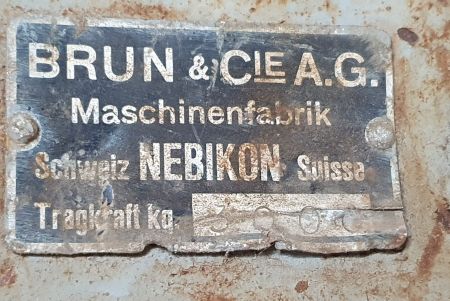 BRUN & CIE A.G.
Maschinenfabrik
Schweiz NEBIKON Suisse
Tragkraft kg.